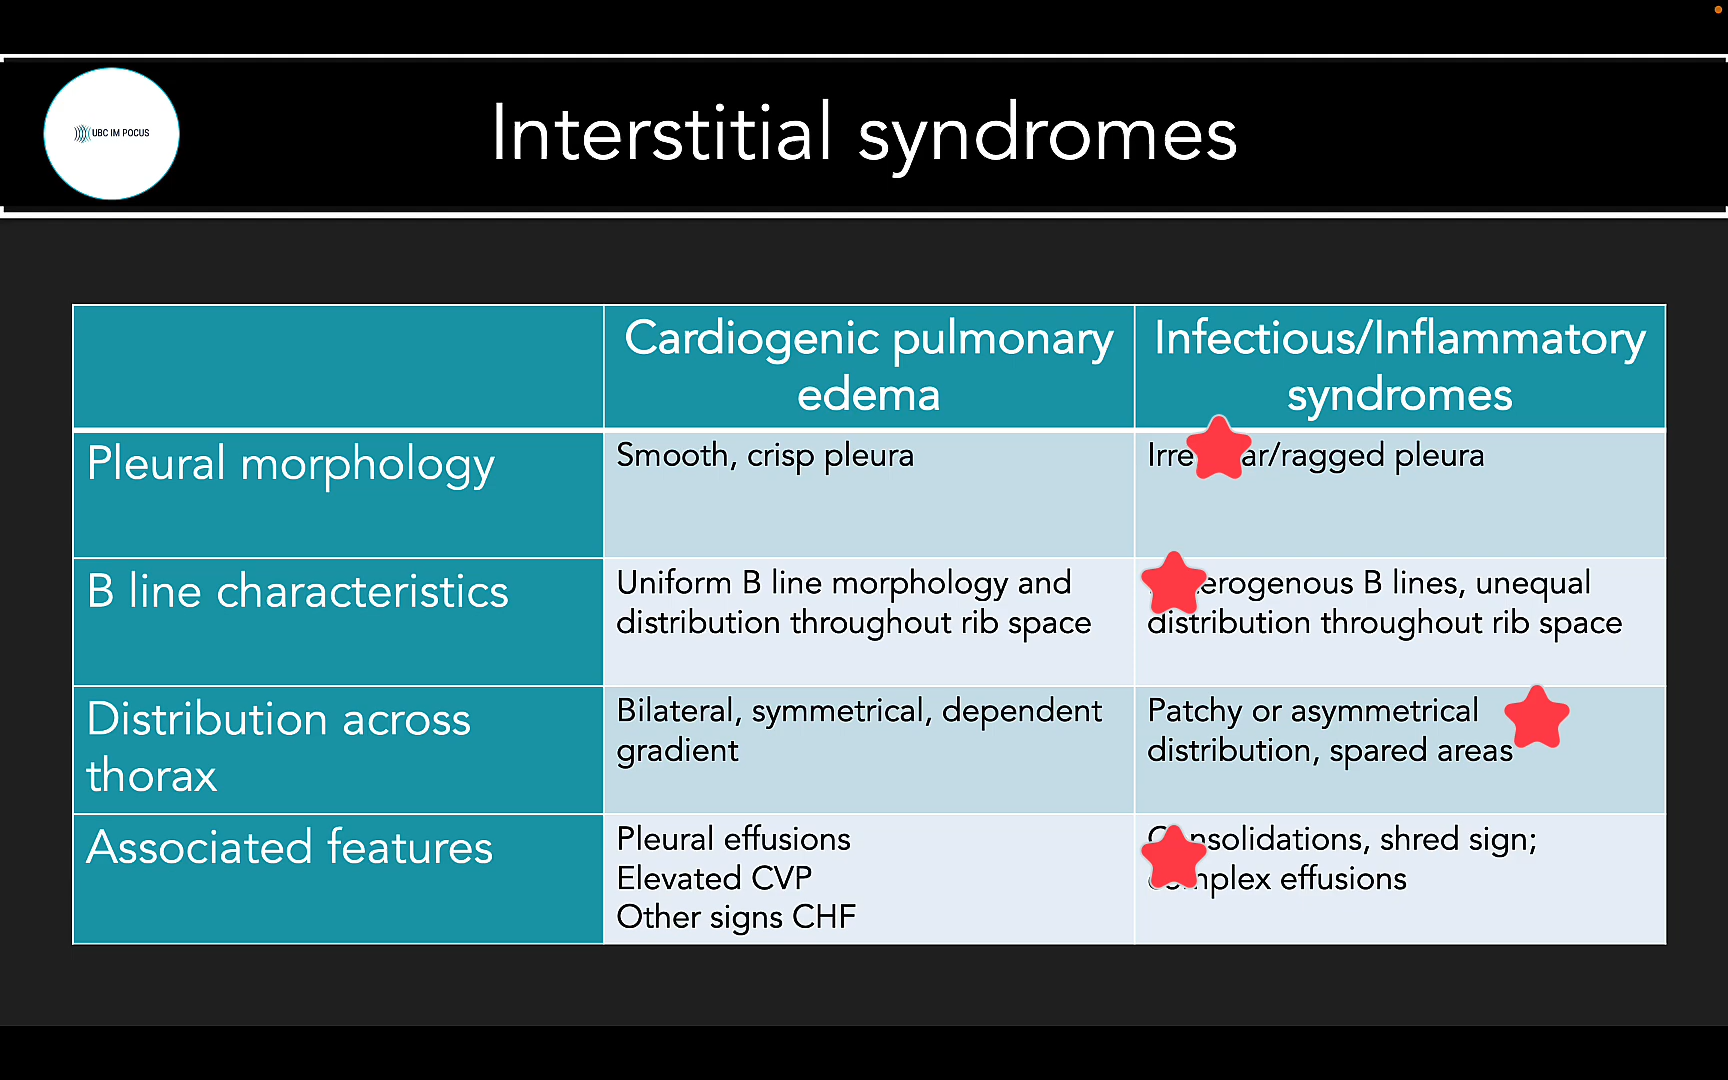 UBC IM POCUS
Interstitial syndromes
Cardiogenic pulmonary
edema
Infectious/Inflammatory
syndromes
Pleural morphology
Smooth, crisp pleura
ar/ragged pleura
B line characteristics
Uniform B line morphology and
distribution throughout rib space
erogenous B lines, unequal
distribution throughout rib space
Distribution across
thorax
Bilateral, symmetrical, dependent
gradient
Patchy or asymmetrical
distribution, spared areas
Associated features
Pleural effusions
Elevated CVP
Other signs CHF
Consolidations, shred sign;
complex effusions